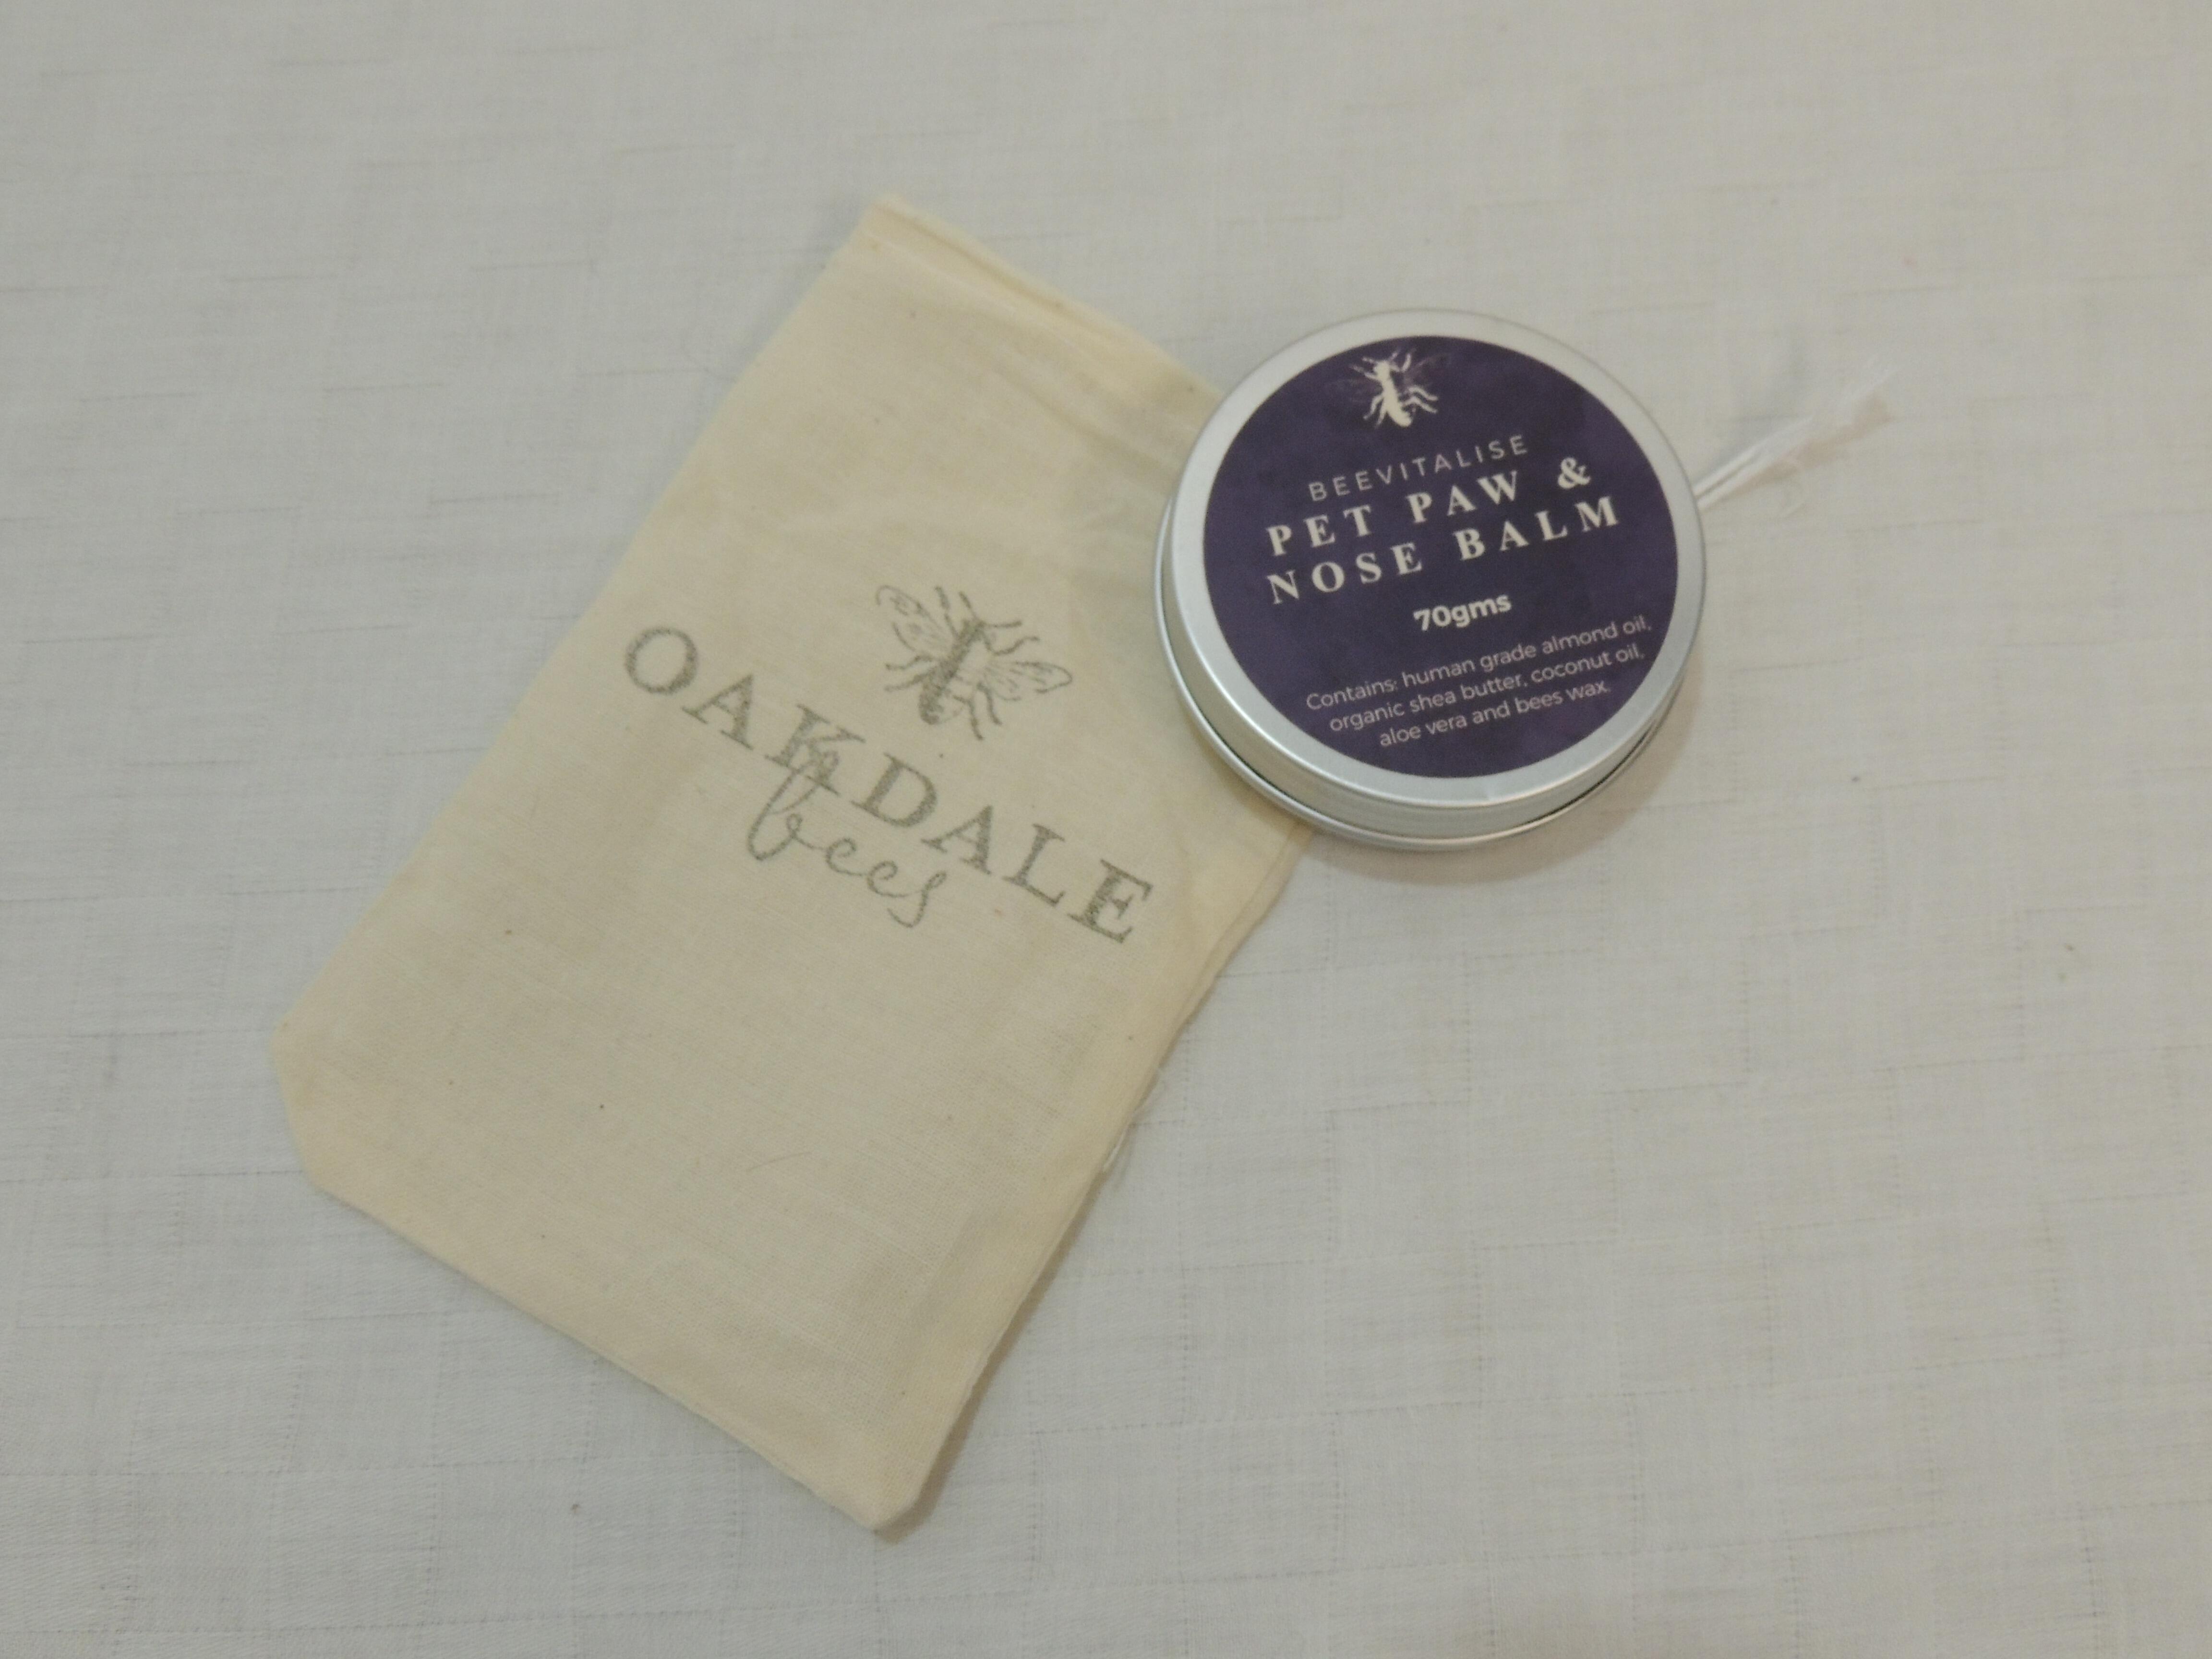 OAKDALE
bees
BEEVITALISE
PET PAW &
NOSE BALM
70gms
Contains: human grade almond oil,
organic shea butter, coconut oil,
aloe vera and bees wax.